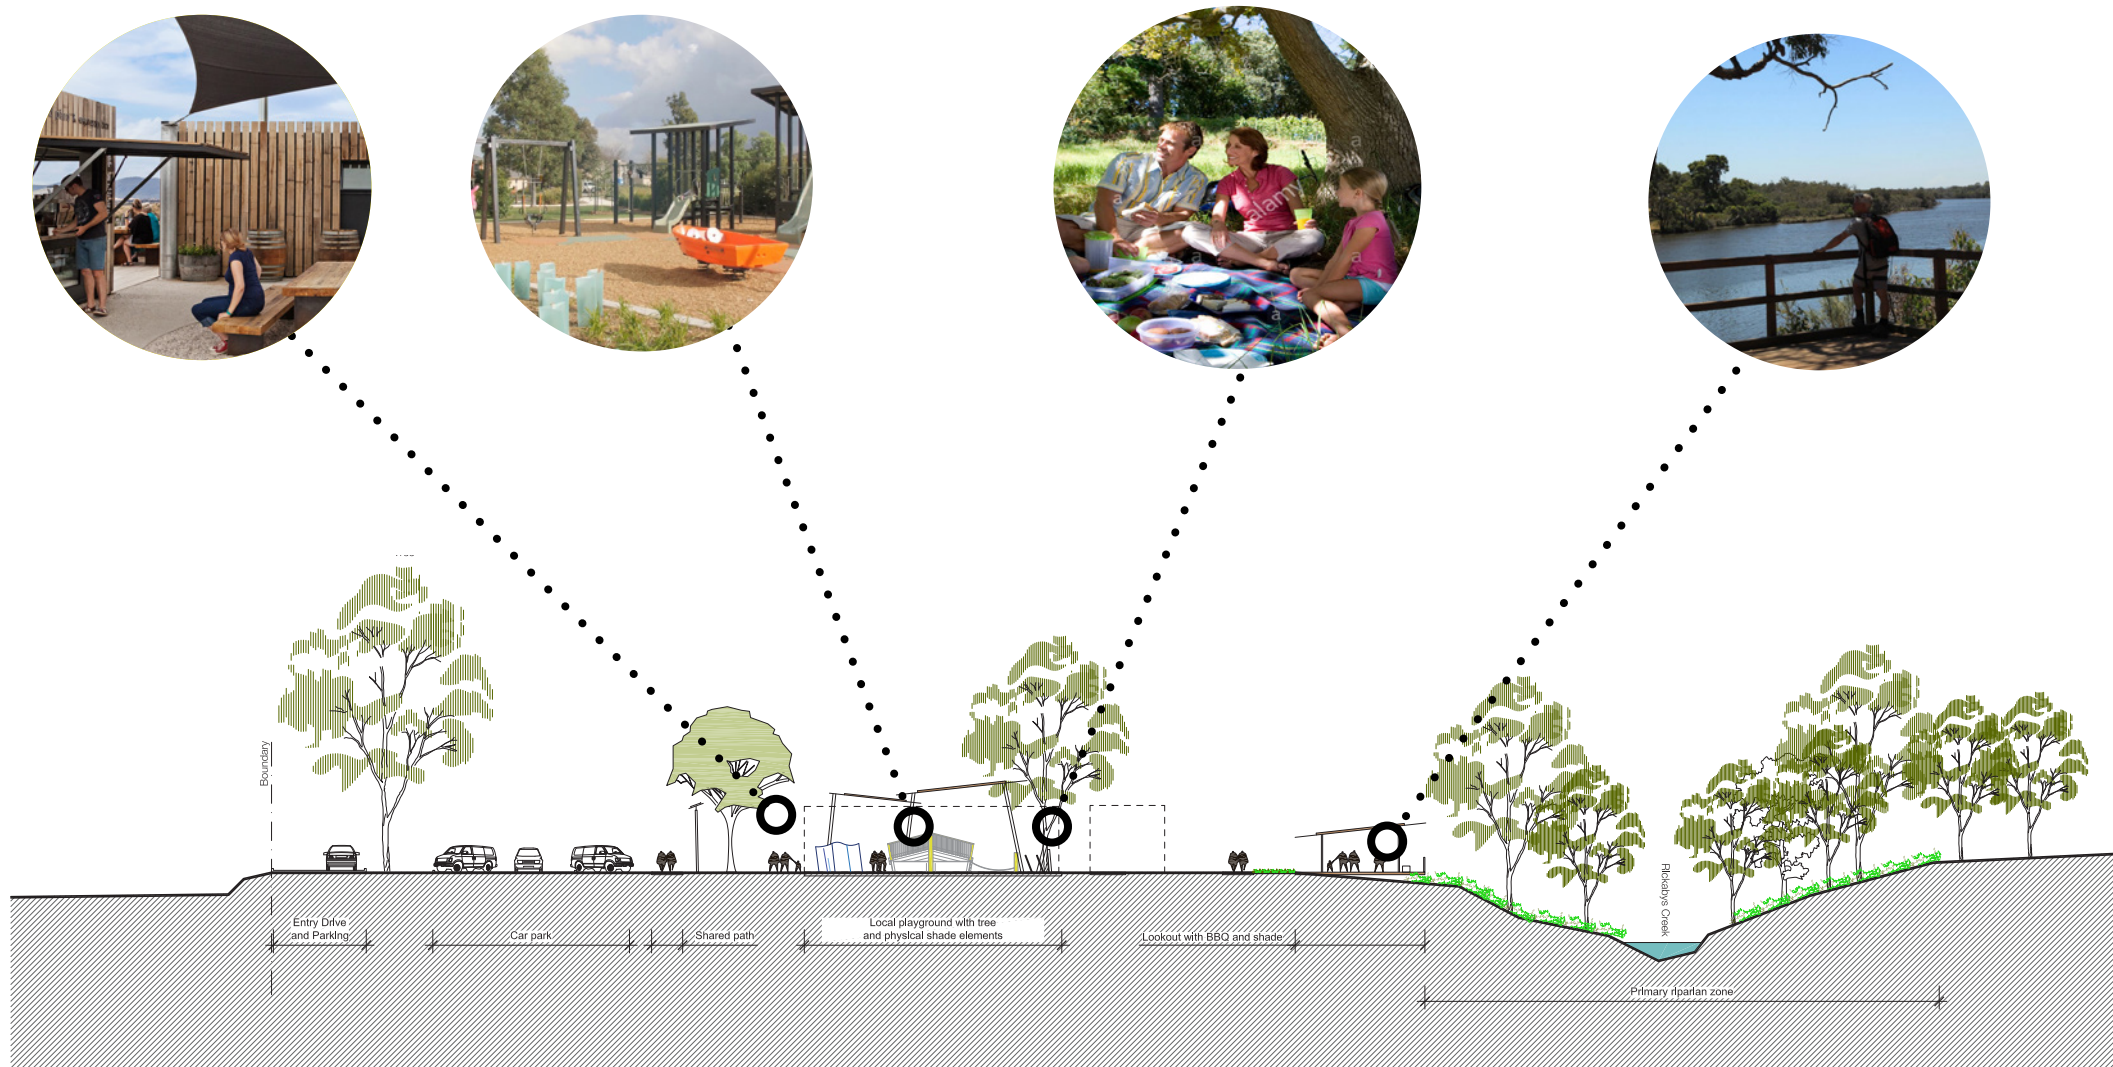 alamy
a
a
a
a
a
Boundary
Entry Drive
and Parking
Car park
Shared path
Local playground with tree
and physical shade elements
Lookout with BBQ and shade
Rickabys Creek
Primary riparian zone